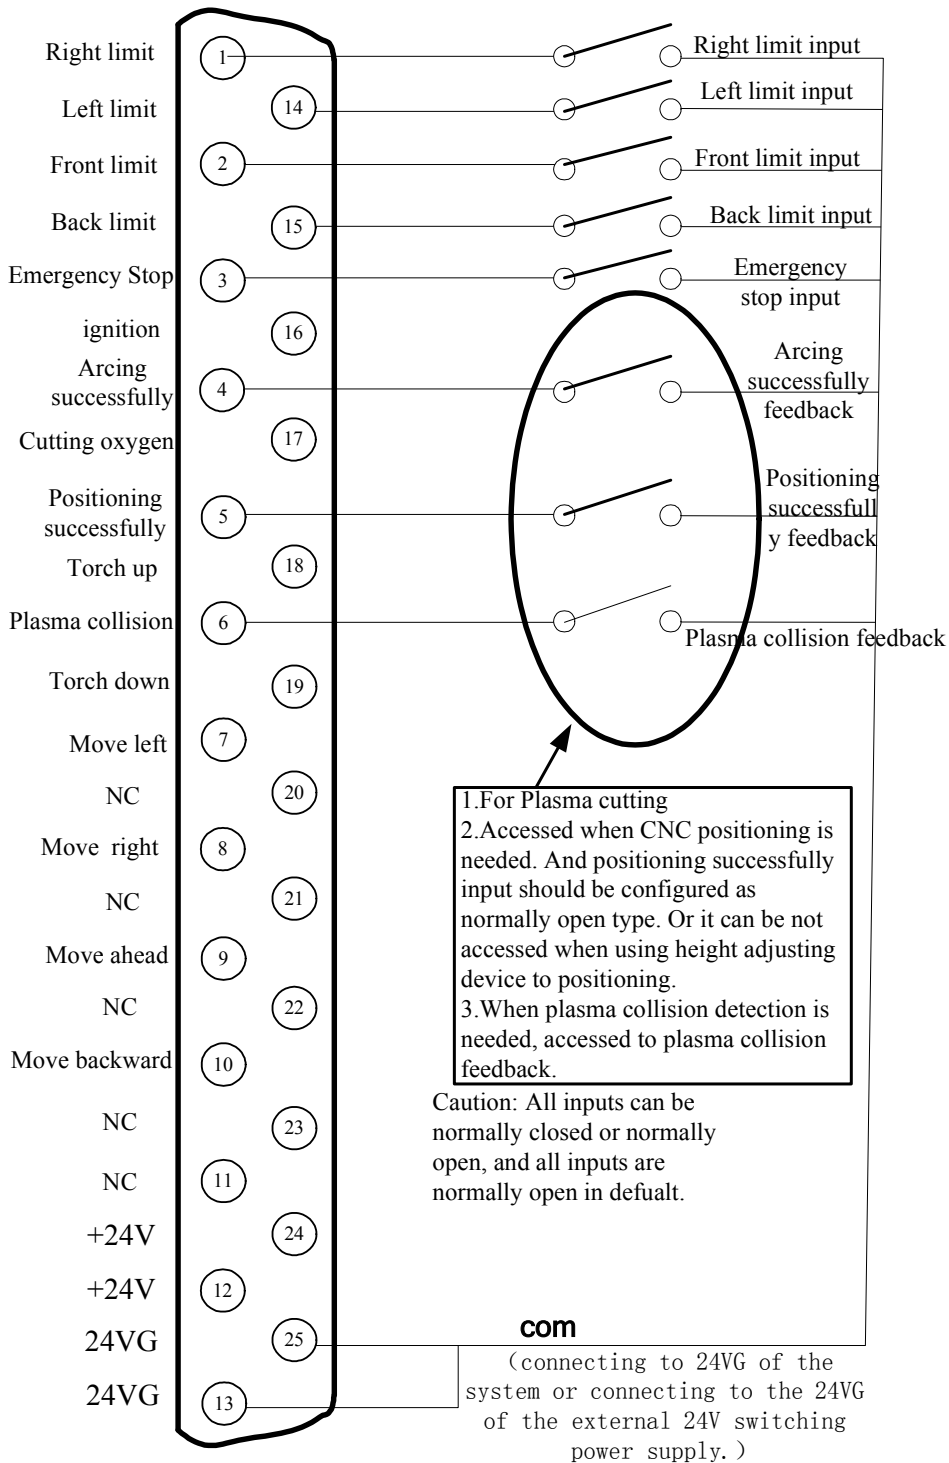 Right limit
1
Right limit input
Left limit
14
Left limit input
Front limit
2
Front limit input
Back limit
15
Back limit input
Emergency Stop
3
Emergency
stop input
ignition
16
Arcing
successfully
4
Arcing
successfully
feedback
Cutting oxygen
17
Positioning
successfully
5
Positioning
successfull
y feedback
Torch up
18
Plasma collision
6
Plasma collision feedback
Torch down
19
Move left
7
NC
20
Move right
8
NC
21
Move ahead
9
NC
22
Move backward
10
NC
23
NC
11
+24V
24
+24V
12
24VG
25
24VG
13
1.For Plasma cutting
2.Accessed when CNC positioning is
needed. And positioning successfully
input should be configured as
normally open type. Or it can be not
accessed when using height adjusting
device to positioning.
3.When plasma collision detection is
needed, accessed to plasma collision
feedback.
Caution: All inputs can be
normally closed or normally
open, and all inputs are
normally open in defualt.
com
（connecting to 24VG of the
system or connecting to the 24VG
of the external 24V switching
power supply.）